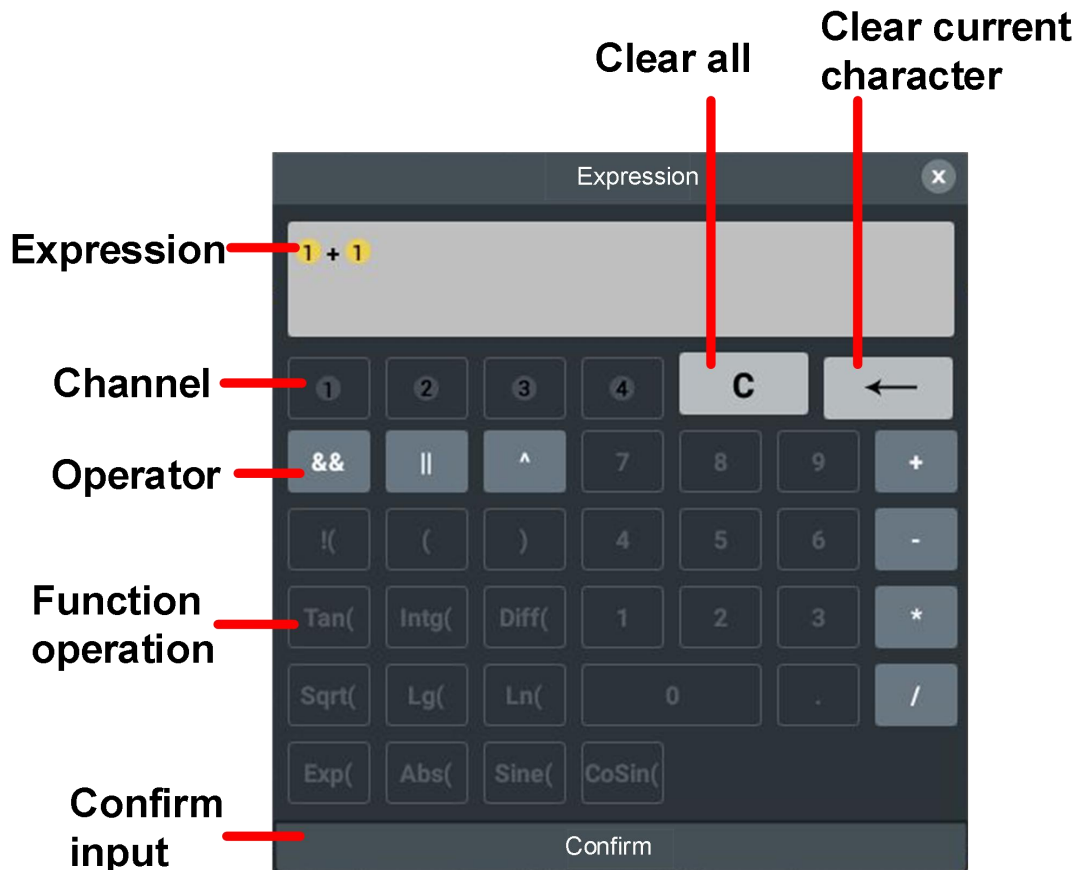 Clear all
Clear current
character
Expression
x
Expression
1 + 1
Channel
1 2 3 4 C ←
Operator
&& || ^ 7 8 9 +
!( ( ) 4 5 6 -
Function
operation
Tan( Intg( Diff( 1 2 3 *
Sqrt( Lg( Ln( 0 . /
Exp( Abs( Sine( CoSin(
Confirm
input
Confirm